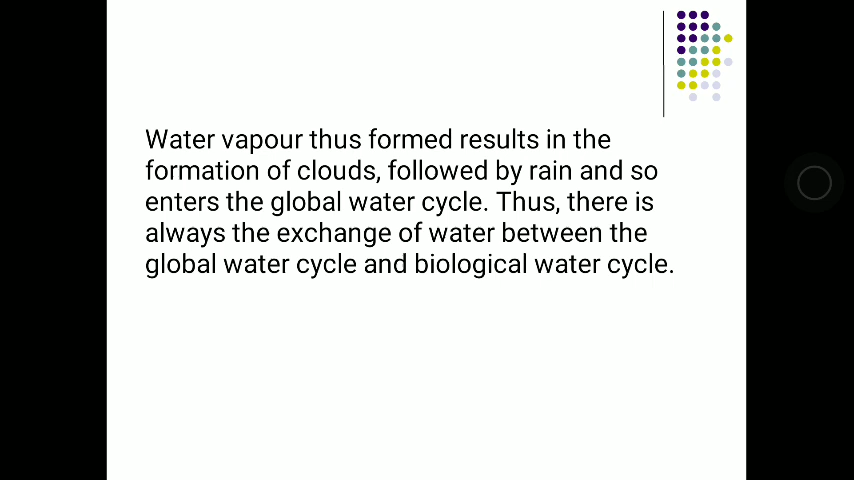 Water vapour thus formed results in the
formation of clouds, followed by rain and so
enters the global water cycle. Thus, there is
always the exchange of water between the
global water cycle and biological water cycle.